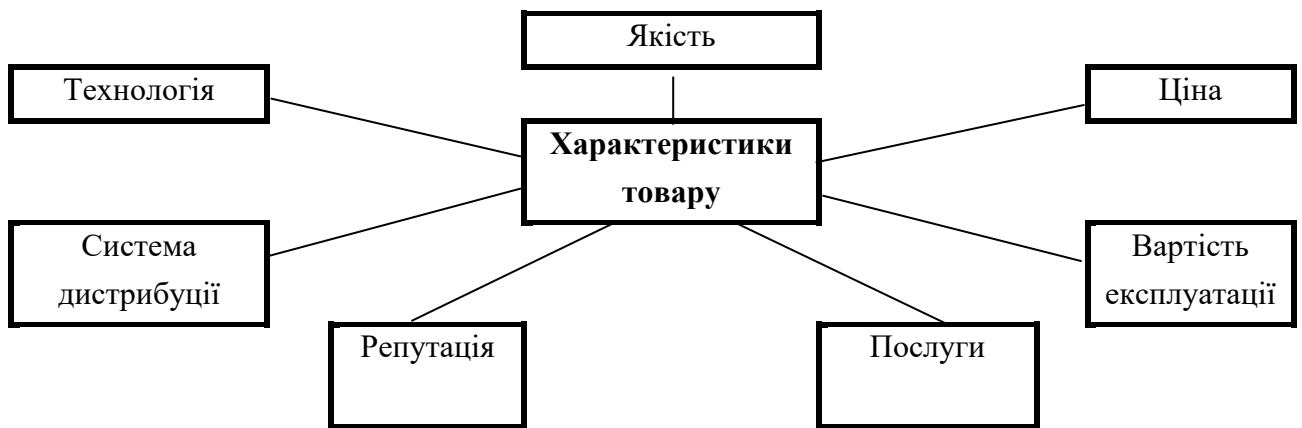 Якість
Технологія
Ціна
Характеристики
товару
Система
дистрибуції
Вартість
експлуатації
Репутація
Послуги